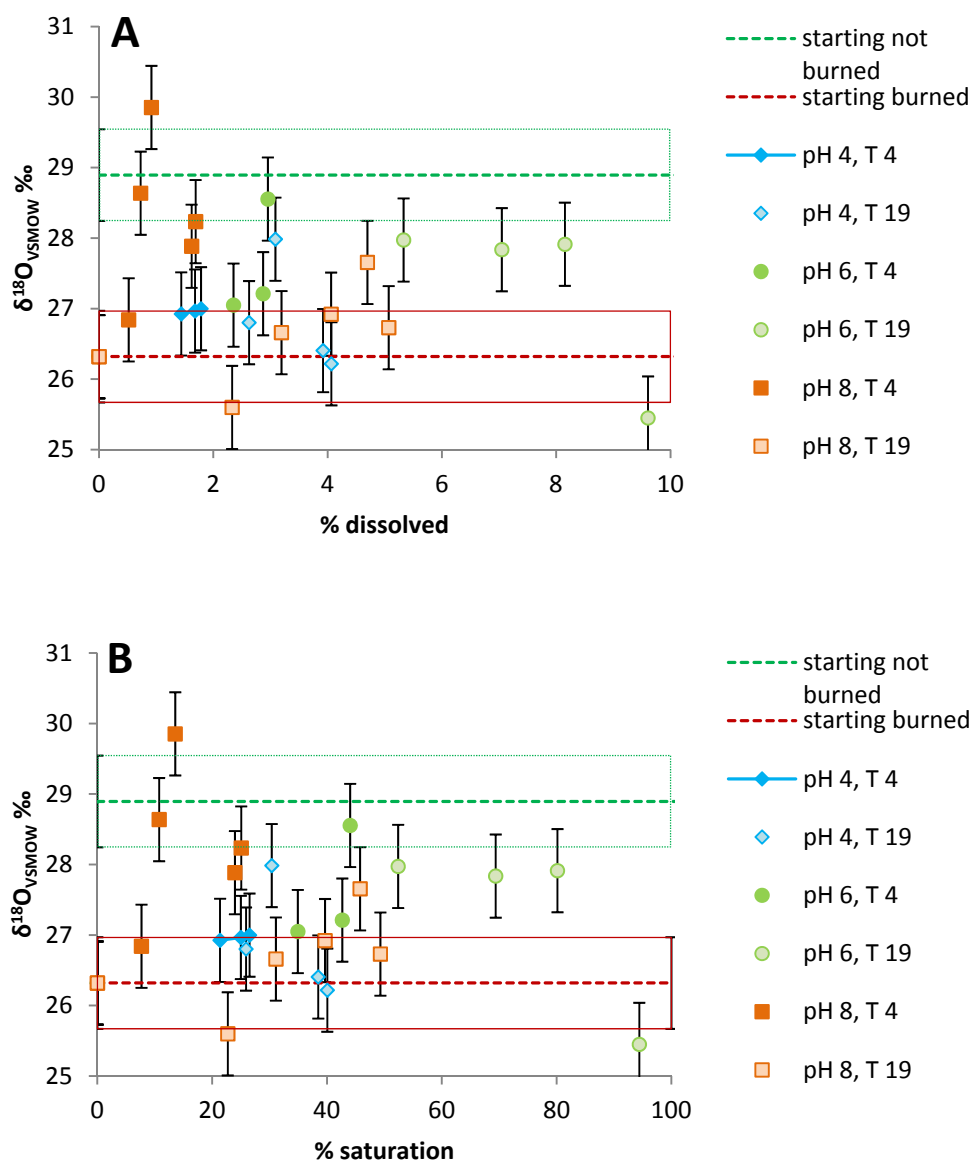 A
31
30
29
28
27
26
25
δ18OVSMOW ‰
0 2 4 6 8 10
% dissolved
starting not
burned
starting burned
pH 4, T 4
pH 4, T 19
pH 6, T 4
pH 6, T 19
pH 8, T 4
pH 8, T 19
B
31
30
29
28
27
26
25
δ18OVSMOW ‰
0 20 40 60 80 100
% saturation
starting not
burned
starting burned
pH 4, T 4
pH 4, T 19
pH 6, T 4
pH 6, T 19
pH 8, T 4
pH 8, T 19